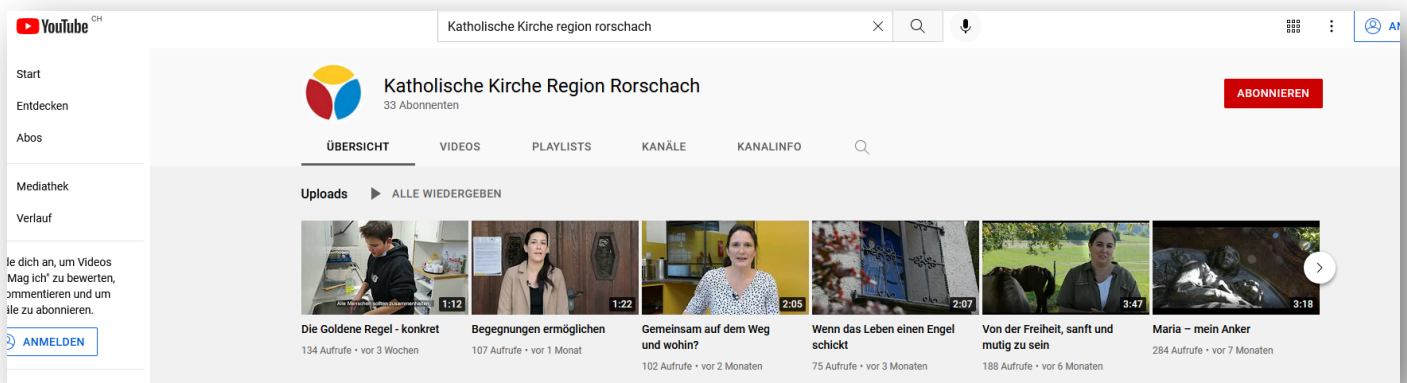 YouTube CH
Katholische Kirche region rorschach
Start
Entdecken
Abos
Mediathek
Verlauf
dich an, um Videos
Mag ich" zu bewerten,
und um
zu abonnieren.
ANMELDEN
Katholische Kirche Region Rorschach
33 Abonnenten
ABONNIEREN
ÜBERSICHT VIDEOS PLAYLISTS KANÄLE KANALINFO
Uploads ALLE WIEDERGEBEN
Alle Menschen sollten zusammenhalten
1:12
Die Goldene Regel - konkret
134 Aufrufe • vor 3 Wochen
1:22
Begegnungen ermöglichen
107 Aufrufe • vor 1 Monat
2:05
Gemeinsam auf dem Weg
und wohin?
102 Aufrufe • vor 2 Monaten
2:07
Wenn das Leben einen Engel
schickt
75 Aufrufe • vor 3 Monaten
3:47
Von der Freiheit, sanft und
mutig zu sein
188 Aufrufe • vor 6 Monaten
3:18
Maria – mein Anker
284 Aufrufe • vor 7 Monaten